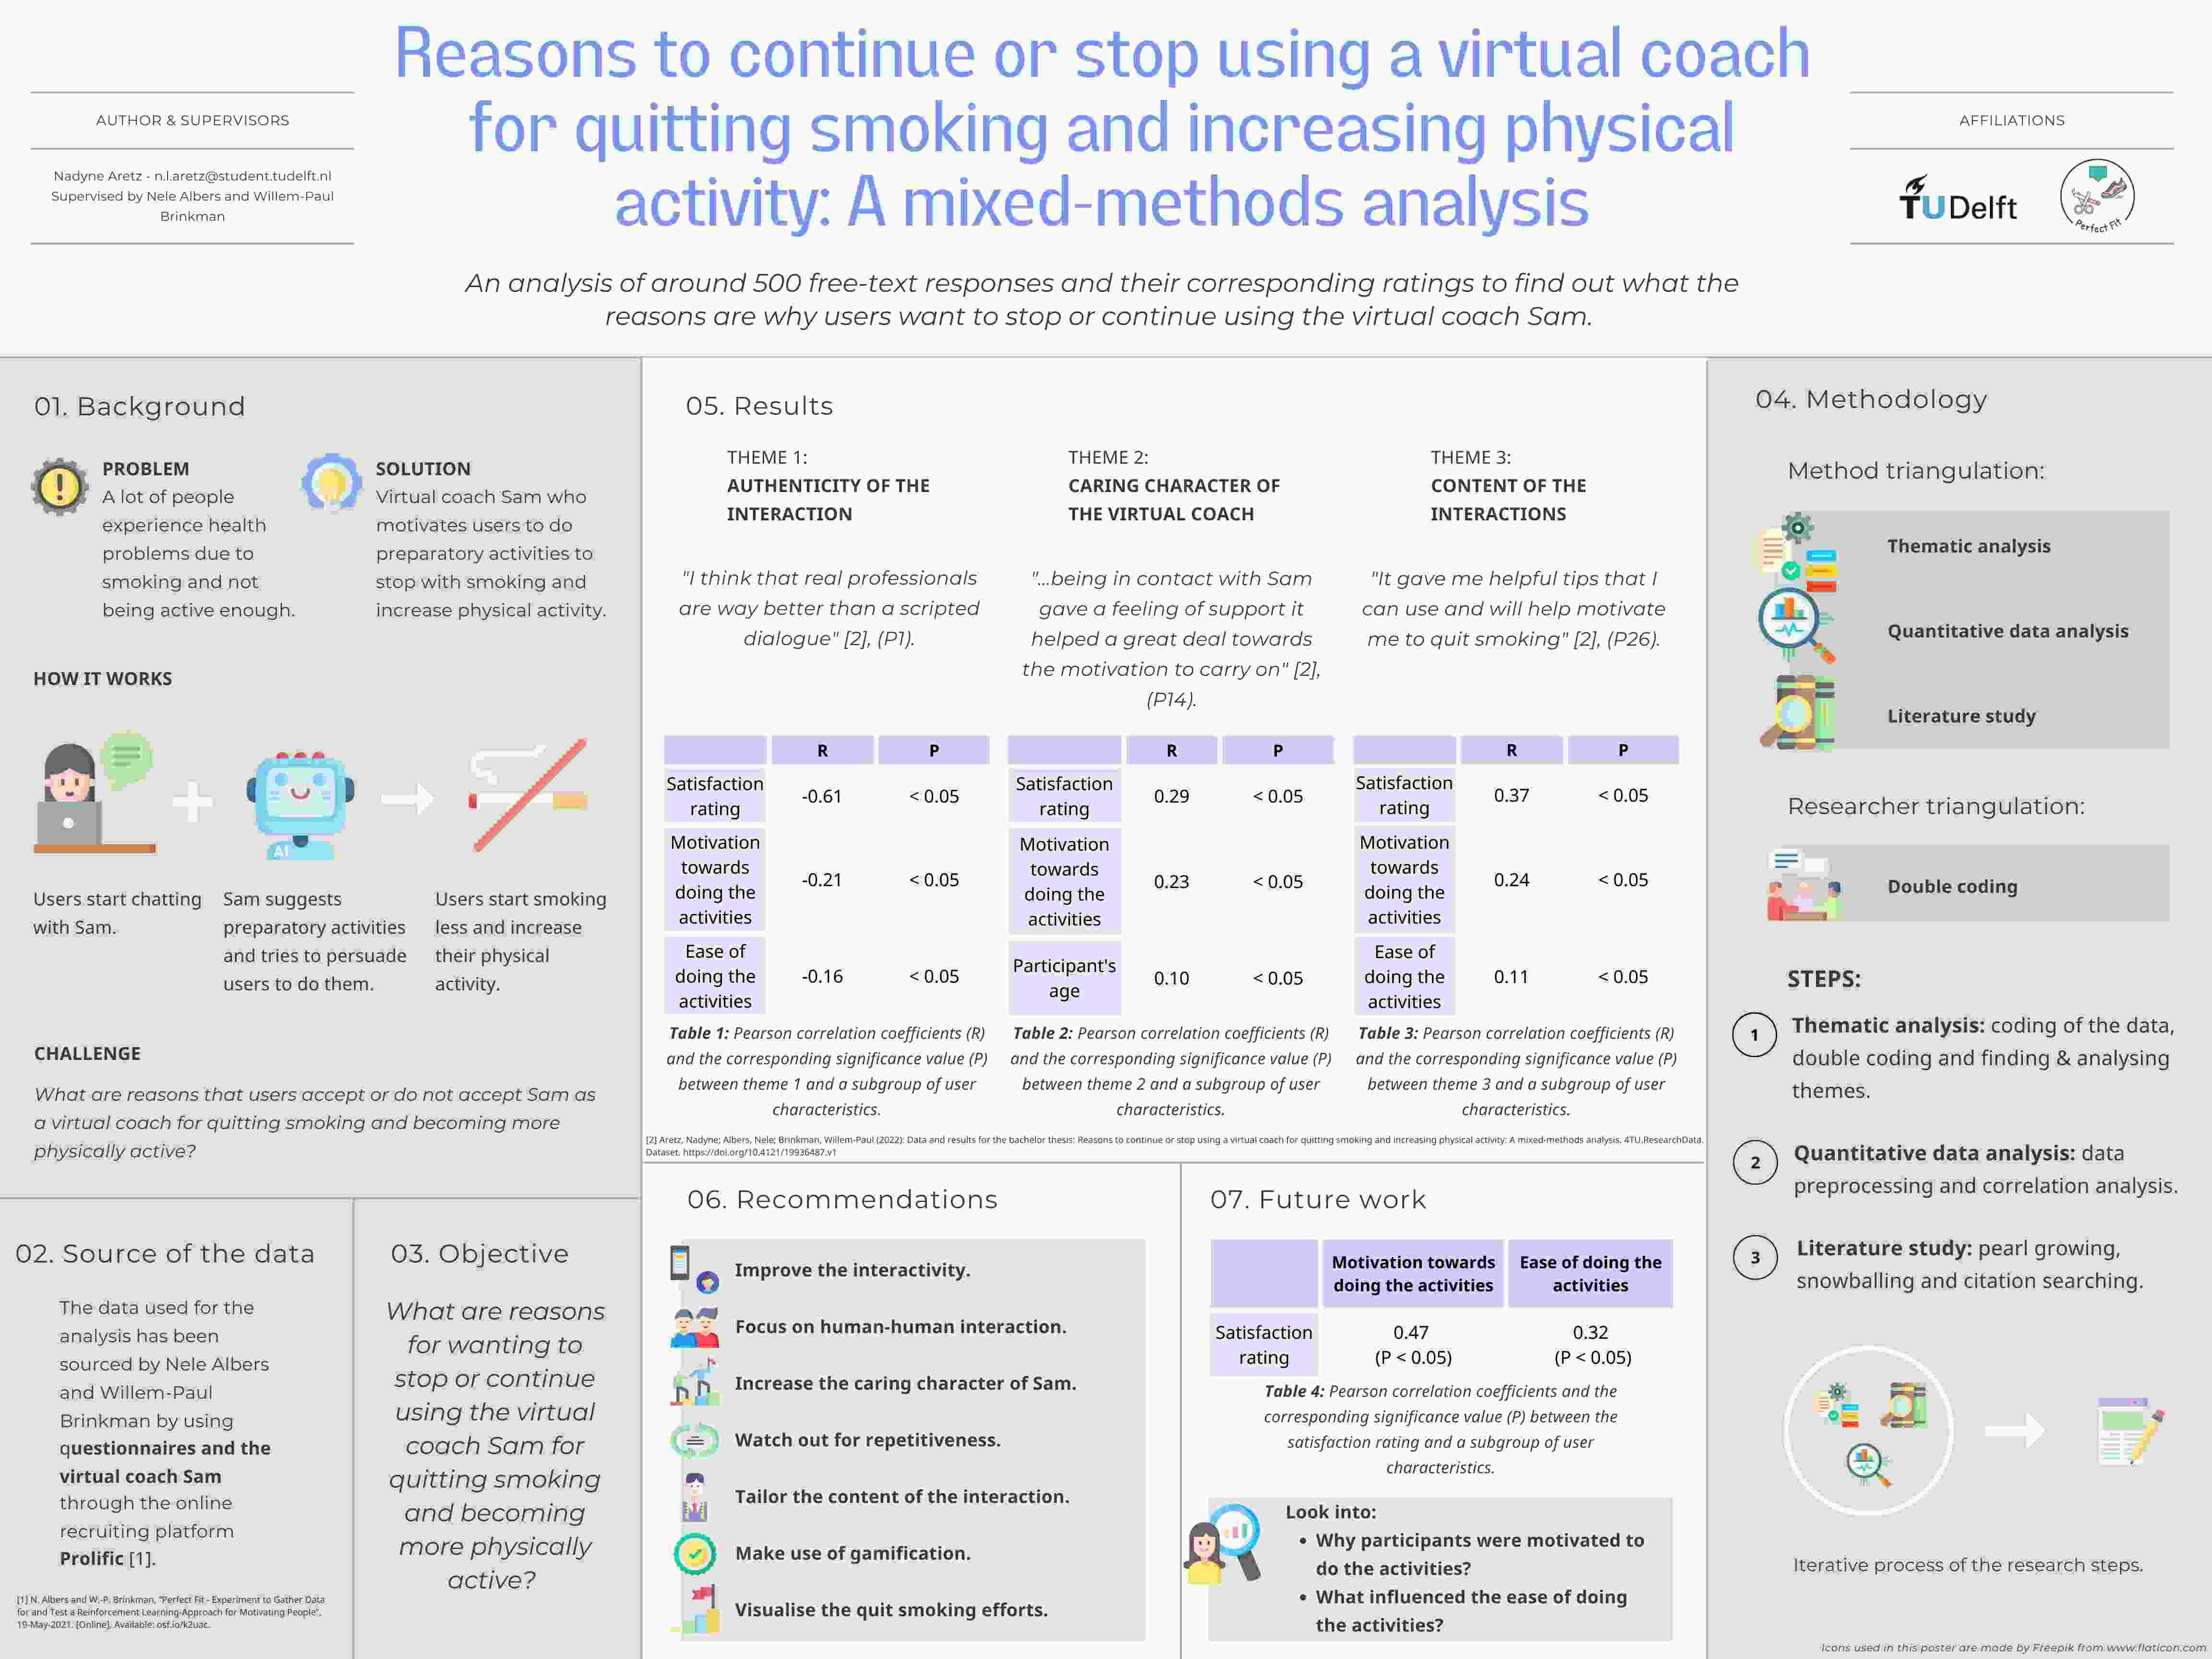 Reasons to continue or stop using a virtual coach
for quitting smoking and increasing physical
activity: A mixed-methods analysis
An analysis of around 500 free-text responses and their corresponding ratings to find out what the
reasons are why users want to stop or continue using the virtual coach Sam.
AUTHOR & SUPERVISORS
Nadyne Aretz - n.l.aretz@student.tudelft.nl
Supervised by Nele Albers and Willem-Paul
Brinkman
AFFILIATIONS
TUDelft
Perfect Fit
01. Background
PROBLEM
A lot of people
experience health
problems due to
smoking and not
being active enough.
SOLUTION
Virtual coach Sam who
motivates users to do
preparatory activities to
stop with smoking and
increase physical activity.
HOW IT WORKS
AI
Users start chatting
with Sam.
Sam suggests
preparatory activities
and tries to persuade
users to do them.
Users start smoking
less and increase
their physical
activity.
CHALLENGE
What are reasons that users accept or do not accept Sam as
a virtual coach for quitting smoking and becoming more
physically active?
02. Source of the data
The data used for the
analysis has been
sourced by Nele Albers
and Willem-Paul
Brinkman by using
questionnaires and the
virtual coach Sam
through the online
recruiting platform
Prolific [1].
[1] N. Albers and W.-P. Brinkman, "Perfect Fit - Experiment to Gather Data
for and Test a Reinforcement Learning-Approach for Motivating People",
19-May-2021. [Online]. Available: osf.io/k2uac.
03. Objective
What are reasons
for wanting to
stop or continue
using the virtual
coach Sam for
quitting smoking
and becoming
more physically
active?
04. Methodology
Method triangulation:
Thematic analysis
Quantitative data analysis
Literature study
Researcher triangulation:
Double coding
STEPS:
1 Thematic analysis: coding of the data,
double coding and finding & analysing
themes.
2 Quantitative data analysis: data
preprocessing and correlation analysis.
3 Literature study: pearl growing,
snowballing and citation searching.
Iterative process of the research steps.
Icons used in this poster are made by Freepik from www.flaticon.com
05. Results
THEME 1:
AUTHENTICITY OF THE
INTERACTION
"I think that real professionals
are way better than a scripted
dialogue" [2], (P1).
R P
Satisfaction
rating -0.61 < 0.05
Motivation
towards
doing the
activities -0.21 < 0.05
Ease of
doing the
activities -0.16 < 0.05
Table 1: Pearson correlation coefficients (R)
and the corresponding significance value (P)
between theme 1 and a subgroup of user
characteristics.
THEME 2:
CARING CHARACTER OF
THE VIRTUAL COACH
"...being in contact with Sam
gave a feeling of support it
helped a great deal towards
the motivation to carry on" [2],
(P14).
R P
Satisfaction
rating 0.29 < 0.05
Motivation
towards
doing the
activities 0.23 < 0.05
Participant's
age 0.10 < 0.05
Table 2: Pearson correlation coefficients (R)
and the corresponding significance value (P)
between theme 2 and a subgroup of user
characteristics.
THEME 3:
CONTENT OF THE
INTERACTIONS
"It gave me helpful tips that I
can use and will help motivate
me to quit smoking" [2], (P26).
R P
Satisfaction
rating 0.37 < 0.05
Motivation
towards
doing the
activities 0.24 < 0.05
Ease of
doing the
activities 0.11 < 0.05
Table 3: Pearson correlation coefficients (R)
and the corresponding significance value (P)
between theme 3 and a subgroup of user
characteristics.
[2] Aretz, Nadyne; Albers, Nele; Brinkman, Willem-Paul (2022): Data and results for the bachelor thesis: Reasons to continue or stop using a virtual coach for quitting smoking and increasing physical activity: A mixed-methods analysis. 4TU.ResearchData.
Dataset. https://doi.org/10.4121/19936487.v1
06. Recommendations
Improve the interactivity.
Focus on human-human interaction.
Increase the caring character of Sam.
Watch out for repetitiveness.
Tailor the content of the interaction.
Make use of gamification.
Visualise the quit smoking efforts.
07. Future work
Motivation towards
doing the activities
Ease of doing the
activities
Satisfaction
rating
0.47
(P < 0.05)
0.32
(P < 0.05)
Table 4: Pearson correlation coefficients and the
corresponding significance value (P) between the
satisfaction rating and a subgroup of user
characteristics.
Look into:
• Why participants were motivated to
do the activities?
• What influenced the ease of doing
the activities?